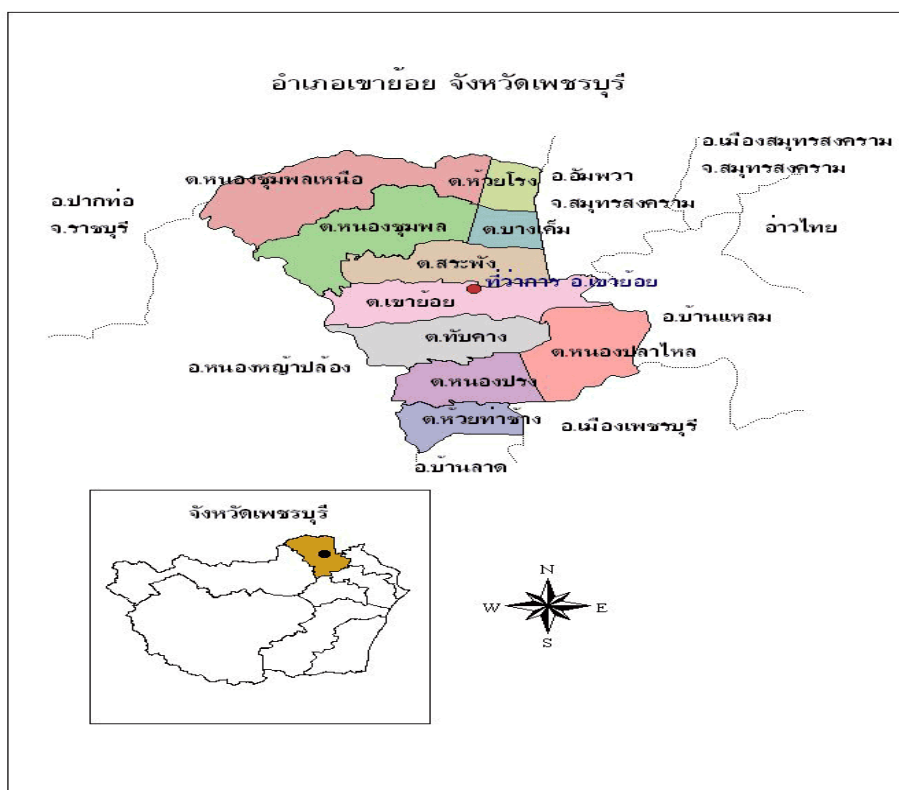 อำเภอเขาย้อย จังหวัดเพชรบุรี
อ.เมืองสมุทรสงคราม
จ.สมุทรสงคราม
อ.อัมพวา
จ.สมุทรสงคราม
อ.ปากท่อ
จ.ราชบุรี
อ่าวไทย
ต.หนองชุมพลเหนือ
ต.ห้วยโรง
ต.หนองชุมพล
ต.บางเค็ม
ต.สระพัง
ที่ว่าการ อ.เขาย้อย
ต.เขาย้อย
อ.บ้านแหลม
ต.ทับคาง
ต.หนองปลาไหล
อ.หนองหญ้าปล้อง
ต.หนองปรง
ต.ห้วยท่าช้าง
อ.เมืองเพชรบุรี
อ.บ้านลาด
จังหวัดเพชรบุรี
N
W E
S